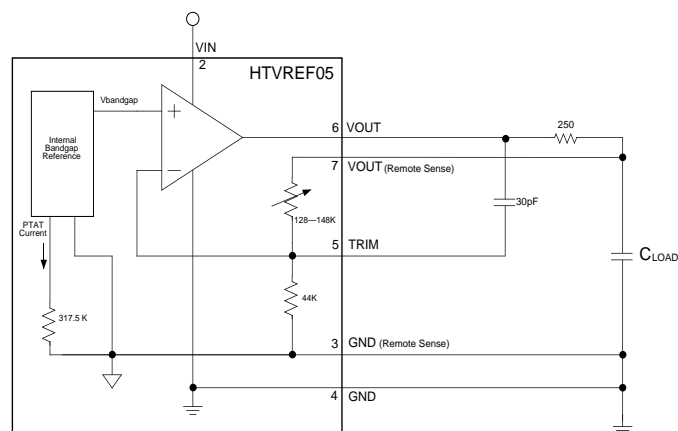 VIN
2
HTVREF05
Vbandgap
+
Internal
Bandgap
Reference
−
PTAT
Current
317.5 K
128—148K
44K
6 VOUT
7 VOUT (Remote Sense)
5 TRIM
3 GND (Remote Sense)
4 GND
250
30pF
CLOAD